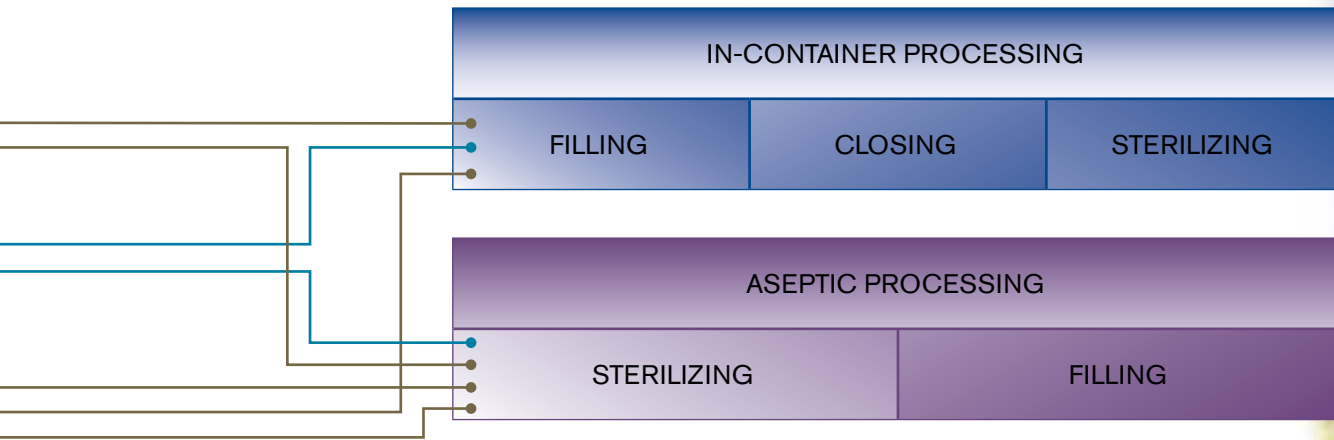 IN-CONTAINER PROCESSING
FILLING CLOSING STERILIZING
ASEPTIC PROCESSING
STERILIZING FILLING